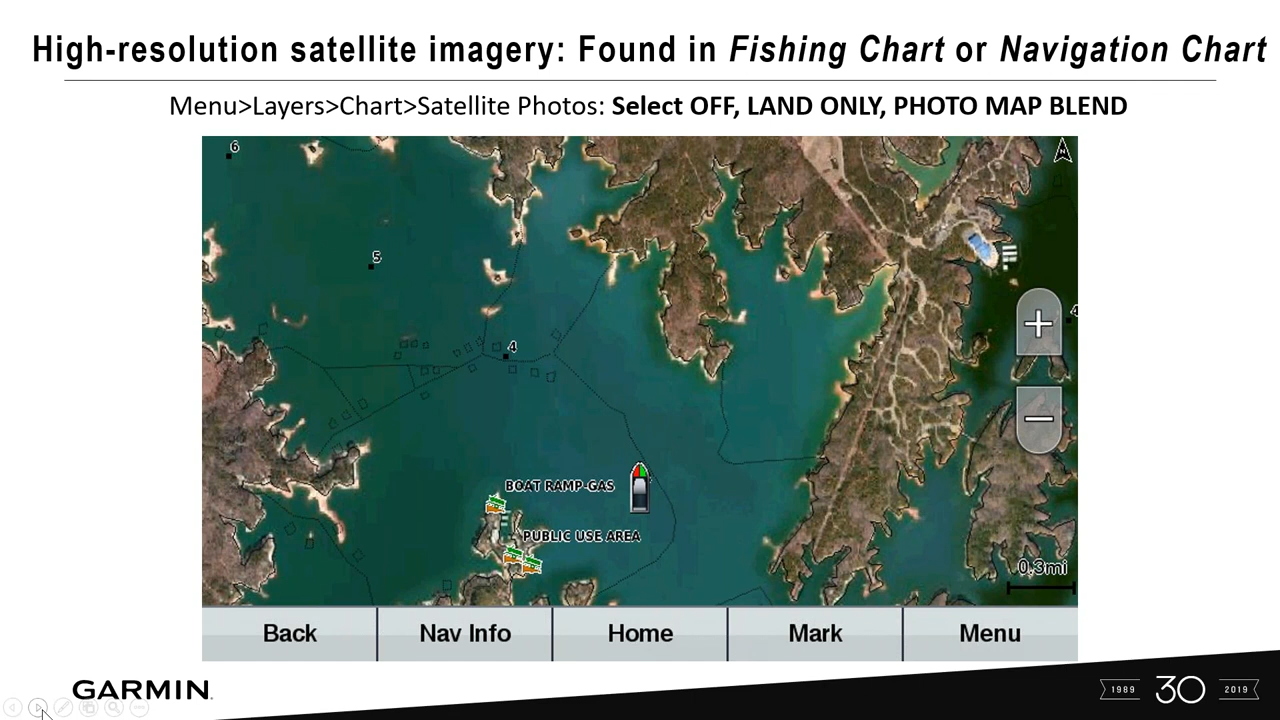 High-resolution satellite imagery: Found in Fishing Chart or Navigation Chart
Menu>Layers>Chart>Satellite Photos: Select OFF, LAND ONLY, PHOTO MAP BLEND
6
N
5
4
4
BOAT RAMP-GAS
PUBLIC USE AREA
0.3mi
Back
Nav Info
Home
Mark
Menu
GARMIN
1989
30
2019